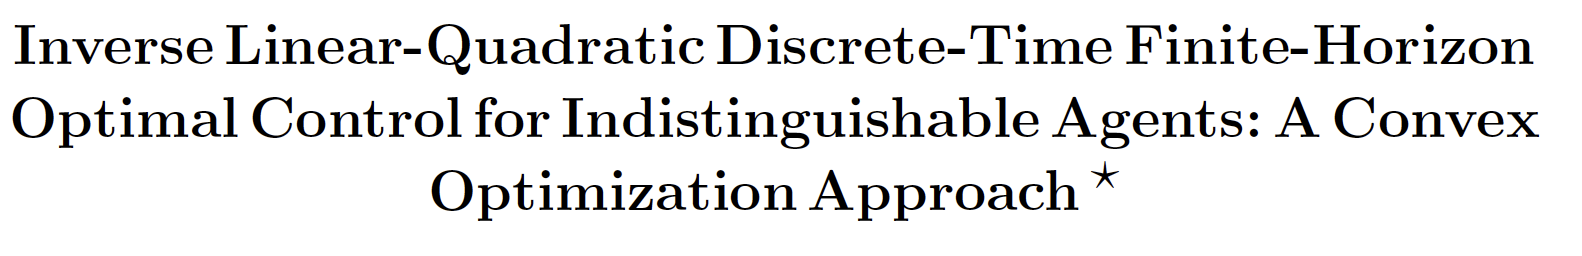 Inverse Linear-Quadratic Discrete-Time Finite-Horizon
Optimal Control for Indistinguishable Agents: A Convex
Optimization Approach ⋆